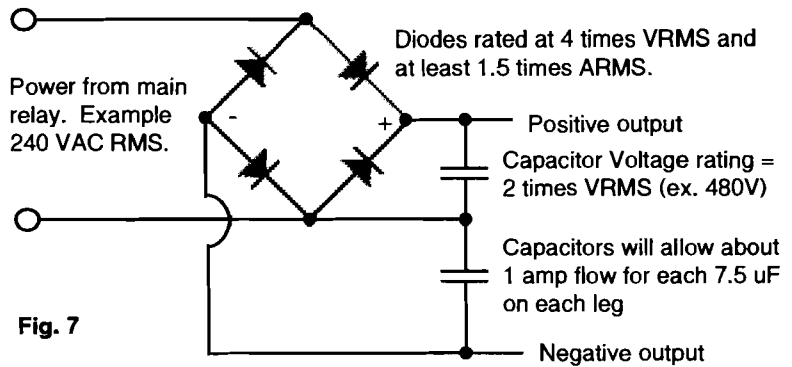 Diodes rated at 4 times VRMS and
at least 1.5 times ARMS.
Power from main
relay. Example
240 VAC RMS.
-
+
Positive output
Capacitor Voltage rating =
2 times VRMS (ex. 480V)
Capacitors will allow about
1 amp flow for each 7.5 uF
on each leg
Fig. 7
Negative output